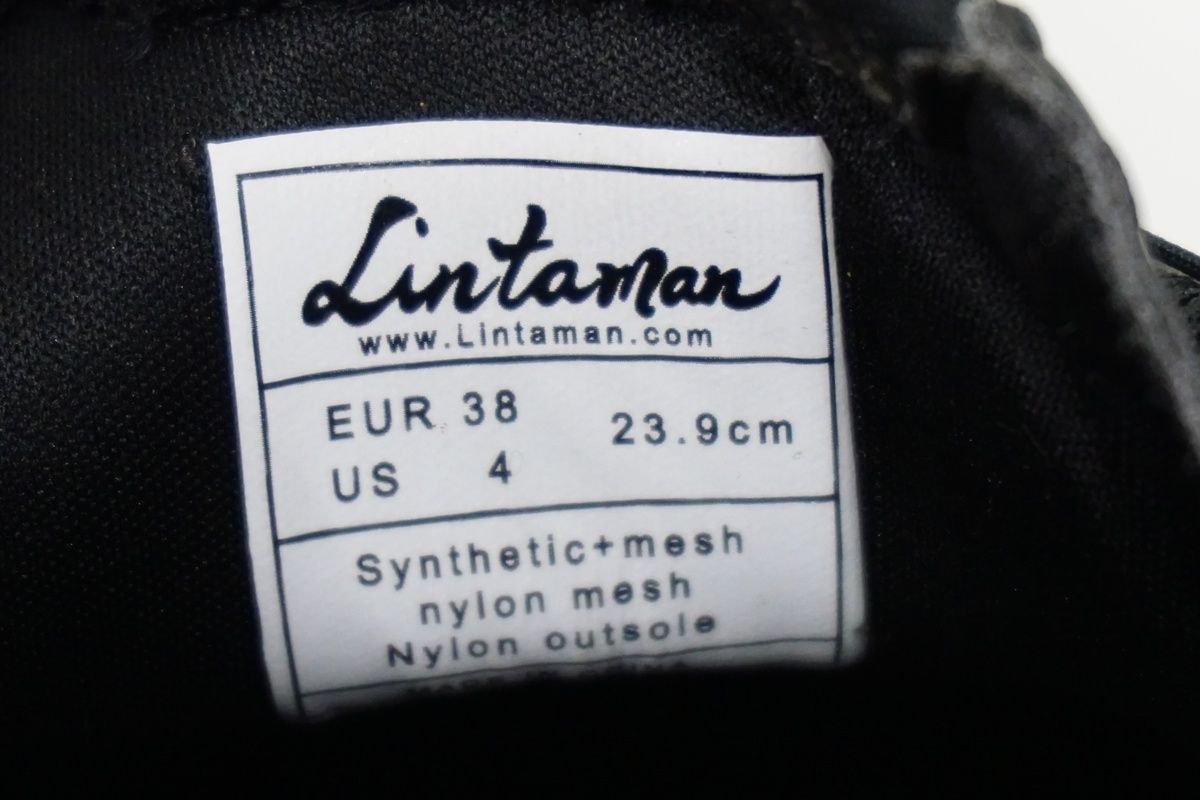 Lintaman
www.Lintaman.com
EUR 38 23.9cm
US 4
Synthetic+mesh
nylon mesh
Nylon outsole